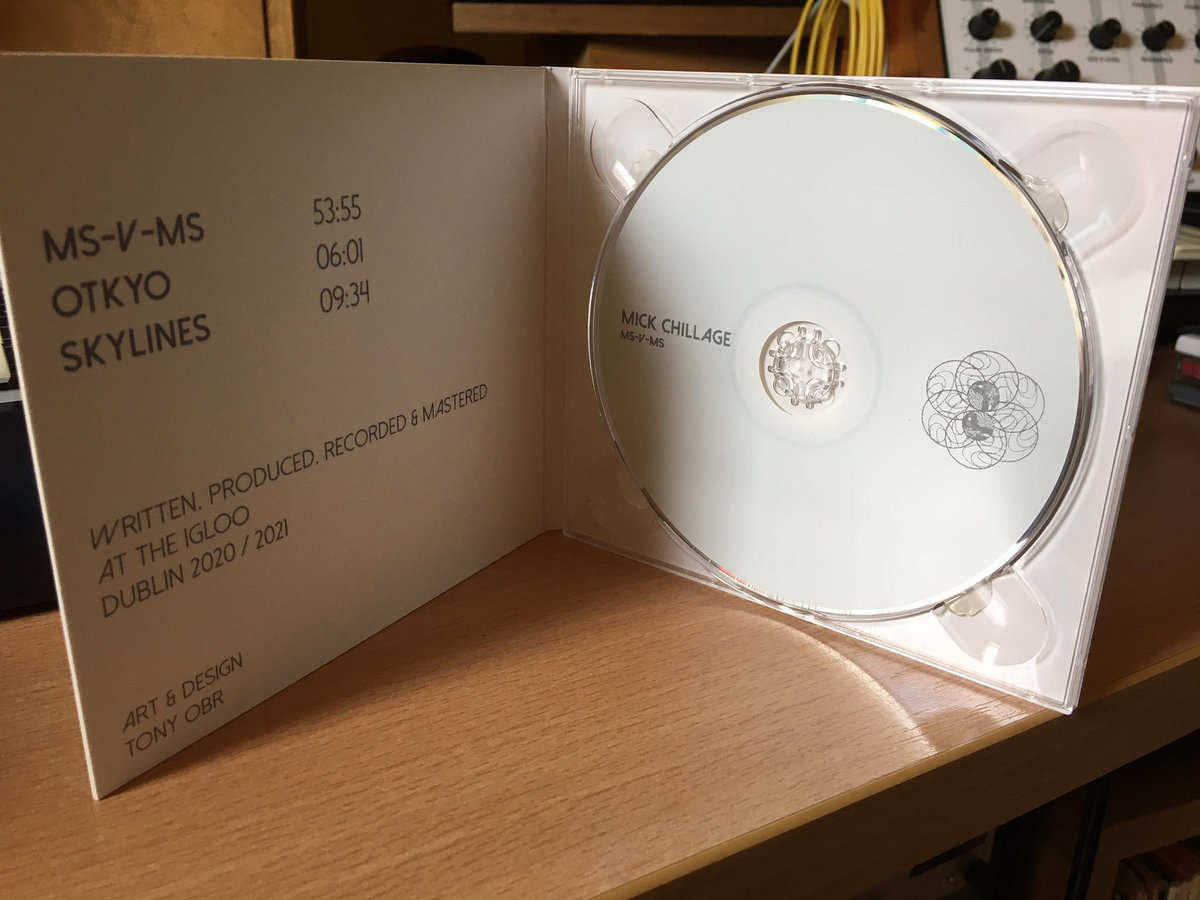 MS-V-MS 53:55
OTKYO 06:01
SKYLINES 09:34
WRITTEN, PRODUCED, RECORDED & MASTERED
AT THE IGLOO
DUBLIN 2020 / 2021
ART & DESIGN
TONY OBR
MICK CHILLAGE
MS-V-MS